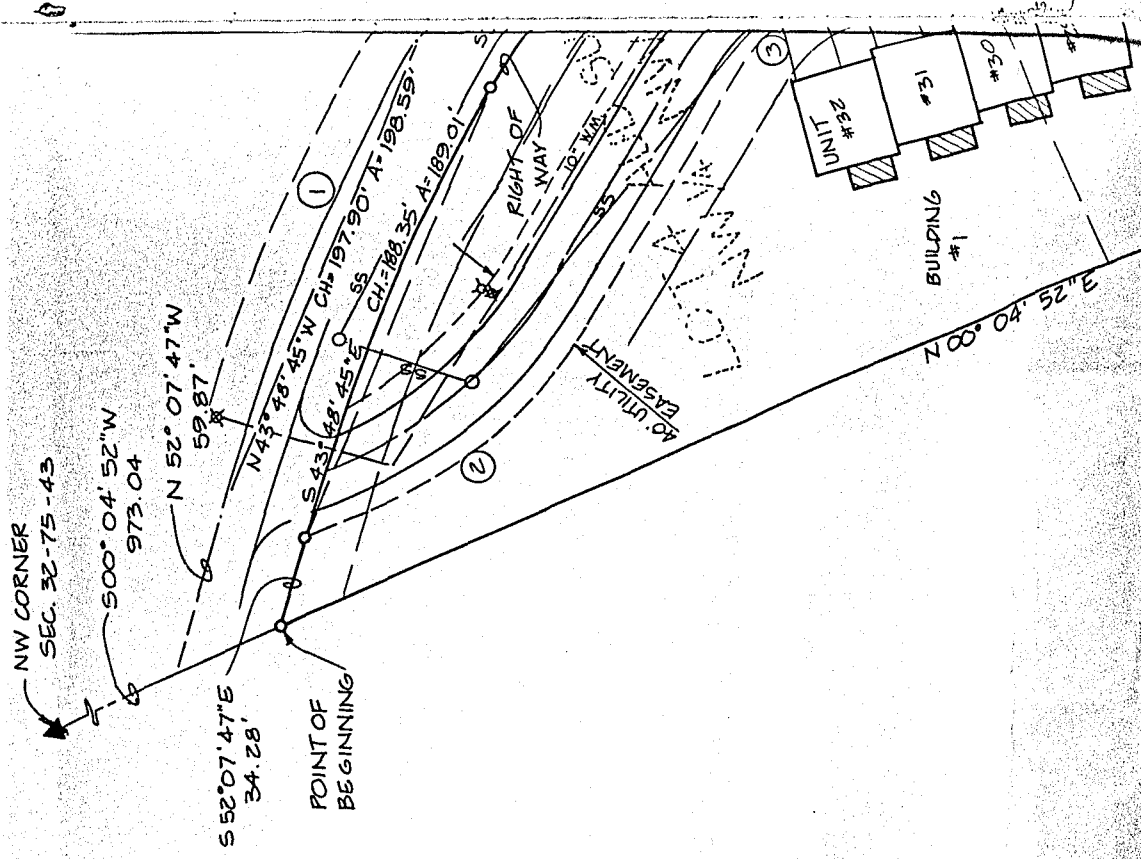 NW CORNER
SEC. 32-75-43
S00° 04' 52"W
973.04
N 52° 07' 47"W
59.87'
S 52°07'47"E
34.28'
POINT OF
BEGINNING
N43° 48' 45"W CH= 197.90' A= 198.59'
SS
CH.= 188.35' A= 189.01'
S 43° 48' 45"E
1
2
3
RIGHT OF
WAY
10" W.M.
SS
SS
40' UTILITY
EASEMENT
LOT
UNIT
#32
#31
#30
BUILDING
#1
N 00° 04' 52"E